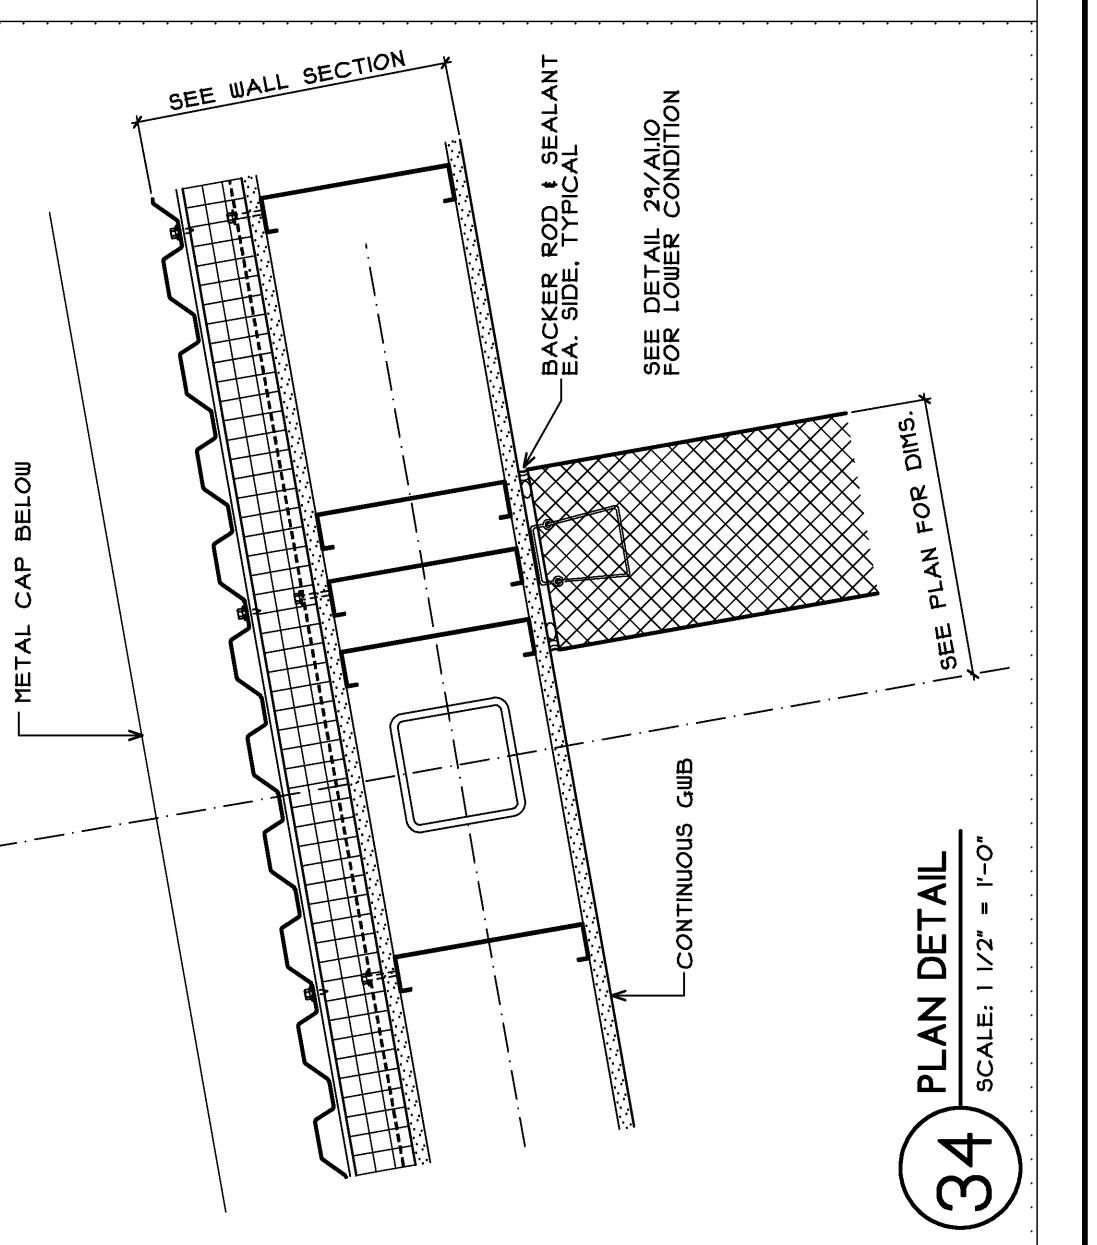 METAL CAP BELOW
SEE WALL SECTION
BACKER ROD & SEALANT
EA. SIDE, TYPICAL
SEE DETAIL 29/A1.10
FOR LOWER CONDITION
SEE PLAN FOR DIMS.
CONTINUOUS GWB
34
PLAN DETAIL
SCALE: 1 1/2" = 1'-0"